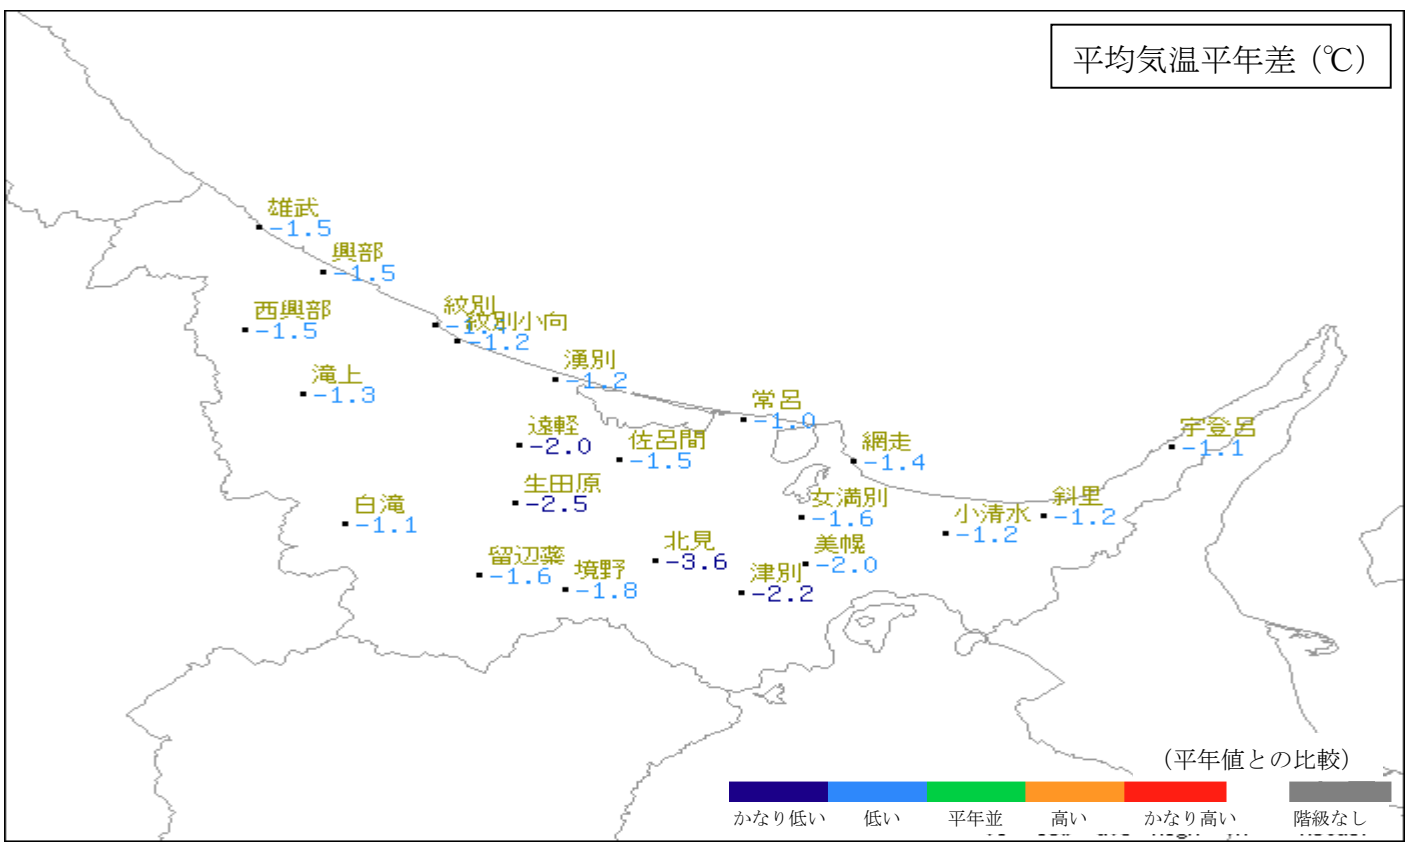 平均気温平年差（℃）
雄武
-1.5
興部
-1.5
西興部
-1.5
紋別
紋別小向
-1.2
滝上
-1.3
湧別
-1.2
常呂
-1.0
遠軽
-2.0
佐呂間
-1.5
網走
-1.4
宇登呂
-1.1
生田原
-2.5
白滝
-1.1
女満別
-1.6
小清水
-1.2
斜里
-1.2
北見
-3.6
美幌
-2.0
留辺蘂
-1.6
境野
-1.8
津別
-2.2
（平年値との比較）
かなり低い 低い 平年並 高い かなり高い 階級なし